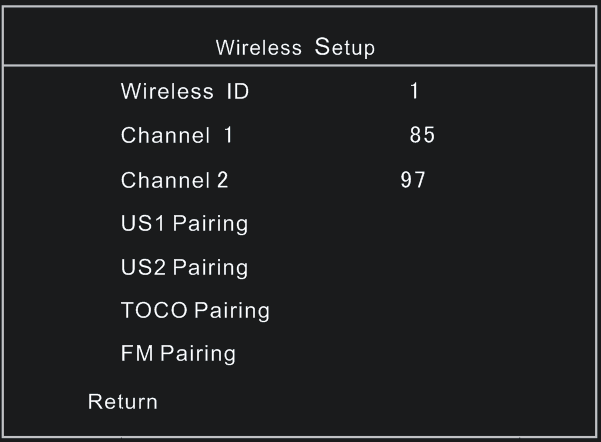 Wireless Setup
Wireless ID 1
Channel 1 85
Channel 2 97
US1 Pairing
US2 Pairing
TOCO Pairing
FM Pairing
Return